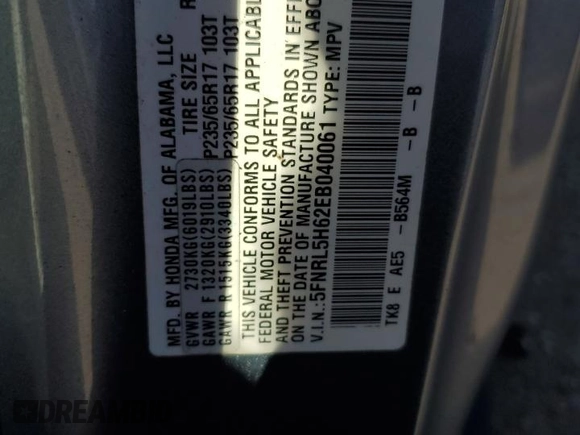 MFD. BY HONDA MFG. OF ALABAMA, LLC
GVWR 2730KG(6019LBS) TIRE SIZE R
GAWR F 1320KG(2910LBS) P235/65R17 103T
GAWR R 1515KG(3340LBS) P235/65R17 103T
THIS VEHICLE CONFORMS TO ALL APPLICABLE
FEDERAL MOTOR VEHICLE SAFETY
AND THEFT PREVENTION STANDARDS IN EFFE
ON THE DATE OF MANUFACTURE SHOWN ABO
V.I.N.:5FNRL5H62EB040061 TYPE: MPV
TK8 E AE5 -B564M -B -B
DREAM